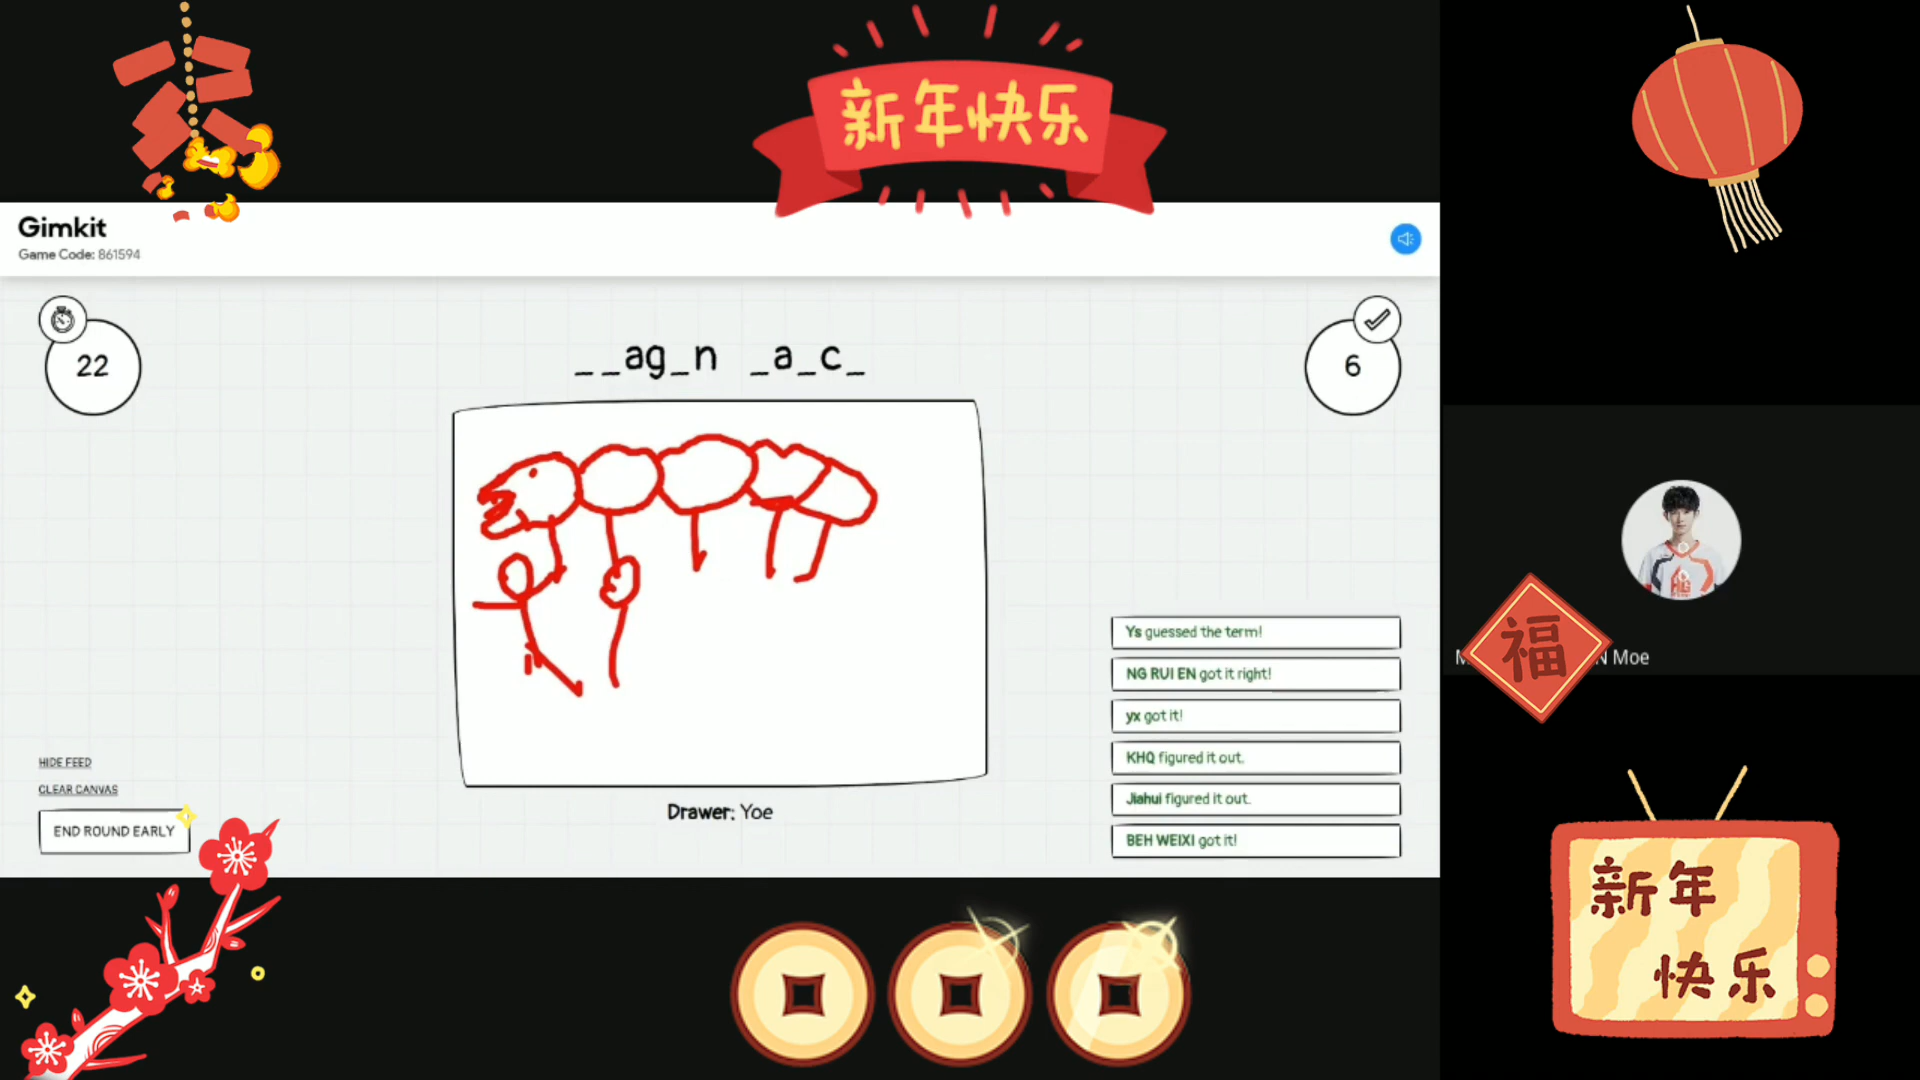 新年快乐
Gimkit
Game Code: 861594
22
__ag_n _a_c_
6
Ys guessed the term!
NG RUI EN got it right!
yx got it!
KHQ figured it out.
Jiahui figured it out.
BEH WEIXI got it!
HIDE FEED
CLEAR CANVAS
END ROUND EARLY
Drawer: Yoe
福
Moe
新年
快乐